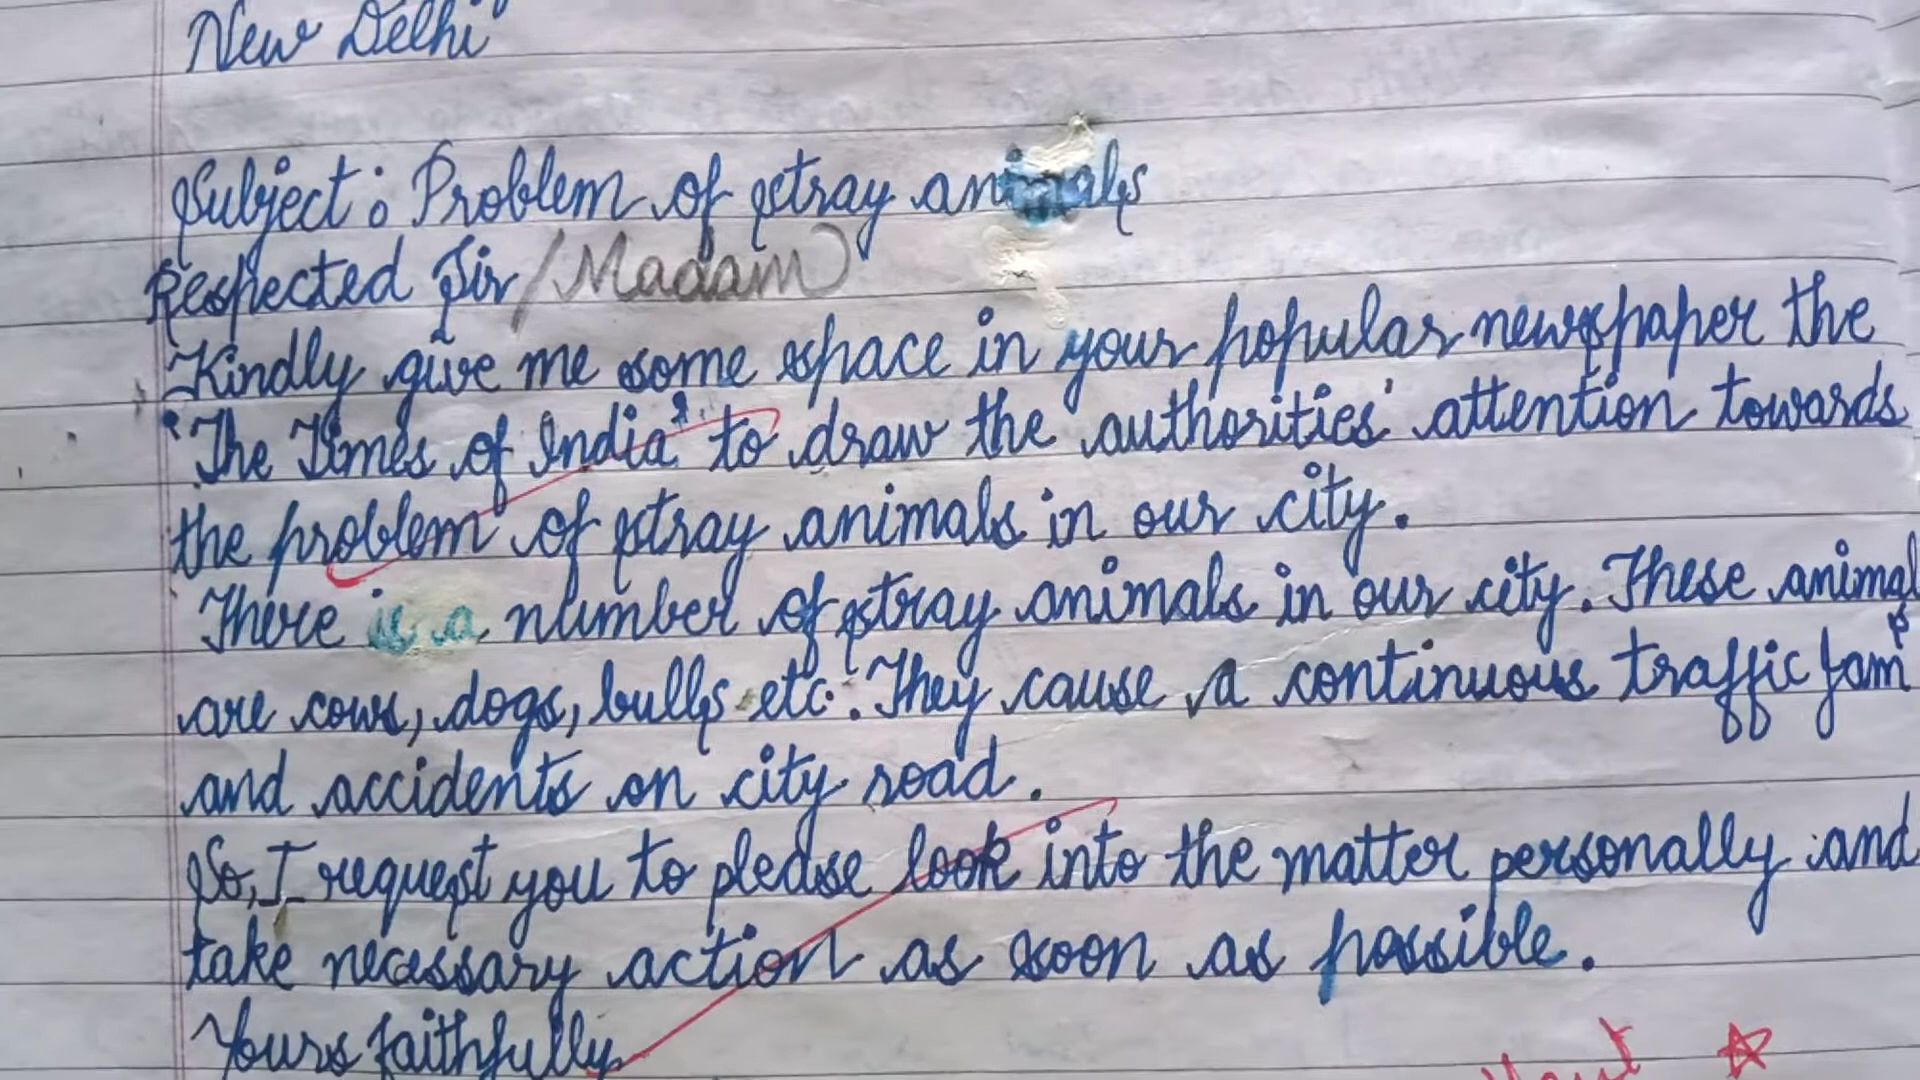 New Delhi
Subject: Problem of stray animals
Respected Sir/Madam
Kindly give me some space in your popular newspaper the
'The Times of India' to draw the authorities' attention towards
the problem of stray animals in our city.
There is a number of stray animals in our city. These animals
are cows, dogs, bulls etc. They cause a continuous traffic jam
and accidents on city road.
So, I request you to please look into the matter personally and
take necessary action as soon as possible.
Yours faithfully